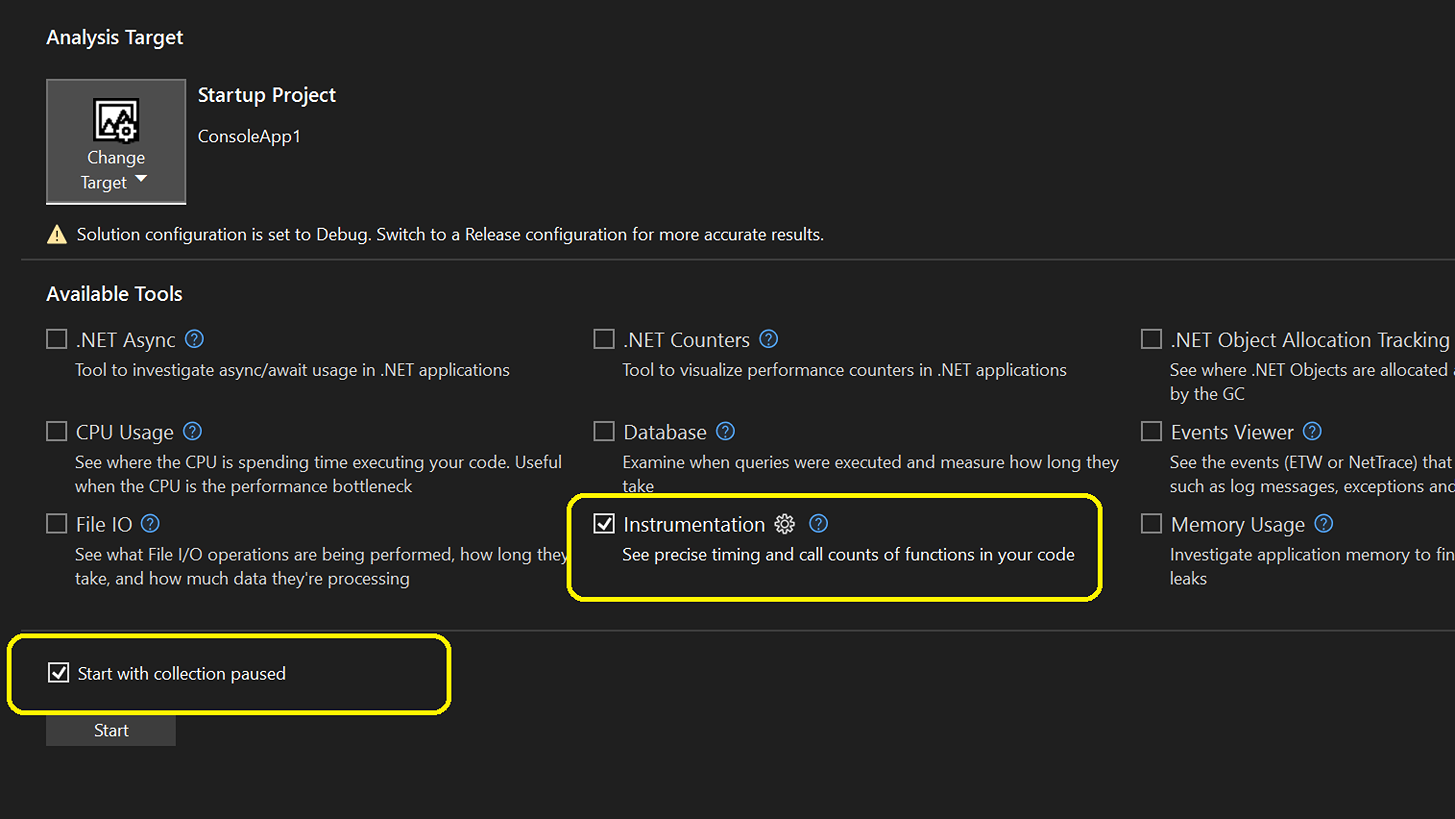 Analysis Target
Startup Project
ConsoleApp1
Change
Target
Solution configuration is set to Debug. Switch to a Release configuration for more accurate results.
Available Tools
.NET Async
Tool to investigate async/await usage in .NET applications
.NET Counters
Tool to visualize performance counters in .NET applications
.NET Object Allocation Tracking
See where .NET Objects are allocated
by the GC
CPU Usage
See where the CPU is spending time executing your code. Useful
when the CPU is the performance bottleneck
Database
Examine when queries were executed and measure how long they
take
Events Viewer
See the events (ETW or NetTrace) that
such as log messages, exceptions and
File IO
See what File I/O operations are being performed, how long they
take, and how much data they're processing
Instrumentation
See precise timing and call counts of functions in your code
Memory Usage
Investigate application memory to fin
leaks
Start with collection paused
Start